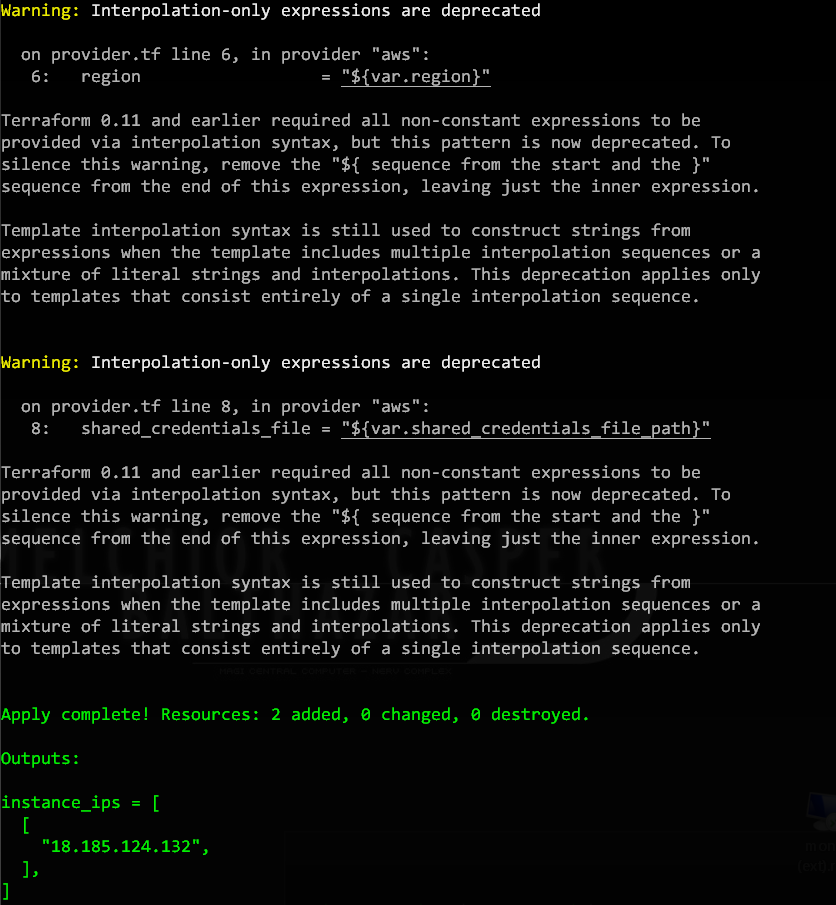 Warning: Interpolation-only expressions are deprecated
on provider.tf line 6, in provider "aws":
6: region = "${var.region}"
Terraform 0.11 and earlier required all non-constant expressions to be
provided via interpolation syntax, but this pattern is now deprecated. To
silence this warning, remove the "${ sequence from the start and the }"
sequence from the end of this expression, leaving just the inner expression.
Template interpolation syntax is still used to construct strings from
expressions when the template includes multiple interpolation sequences or a
mixture of literal strings and interpolations. This deprecation applies only
to templates that consist entirely of a single interpolation sequence.
Warning: Interpolation-only expressions are deprecated
on provider.tf line 8, in provider "aws":
8: shared_credentials_file = "${var.shared_credentials_file_path}"
Terraform 0.11 and earlier required all non-constant expressions to be
provided via interpolation syntax, but this pattern is now deprecated. To
silence this warning, remove the "${ sequence from the start and the }"
sequence from the end of this expression, leaving just the inner expression.
Template interpolation syntax is still used to construct strings from
expressions when the template includes multiple interpolation sequences or a
mixture of literal strings and interpolations. This deprecation applies only
to templates that consist entirely of a single interpolation sequence.
Apply complete! Resources: 2 added, 0 changed, 0 destroyed.
Outputs:
instance_ips = [
[
"18.185.124.132",
],
]